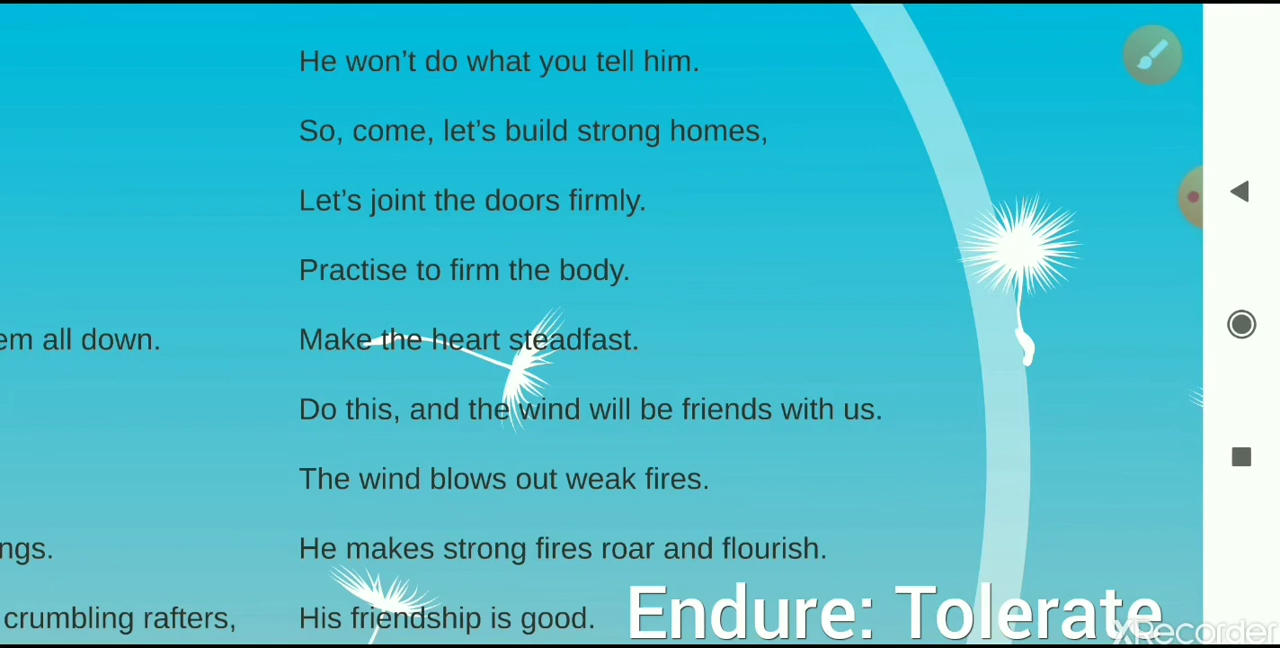 He won't do what you tell him.
So, come, let's build strong homes,
Let's joint the doors firmly.
Practise to firm the body.
em all down.
Make the heart steadfast.
Do this, and the wind will be friends with us.
The wind blows out weak fires.
ngs.
He makes strong fires roar and flourish.
crumbling rafters,
His friendship is good.
Endure: Tolerate
XRecorder